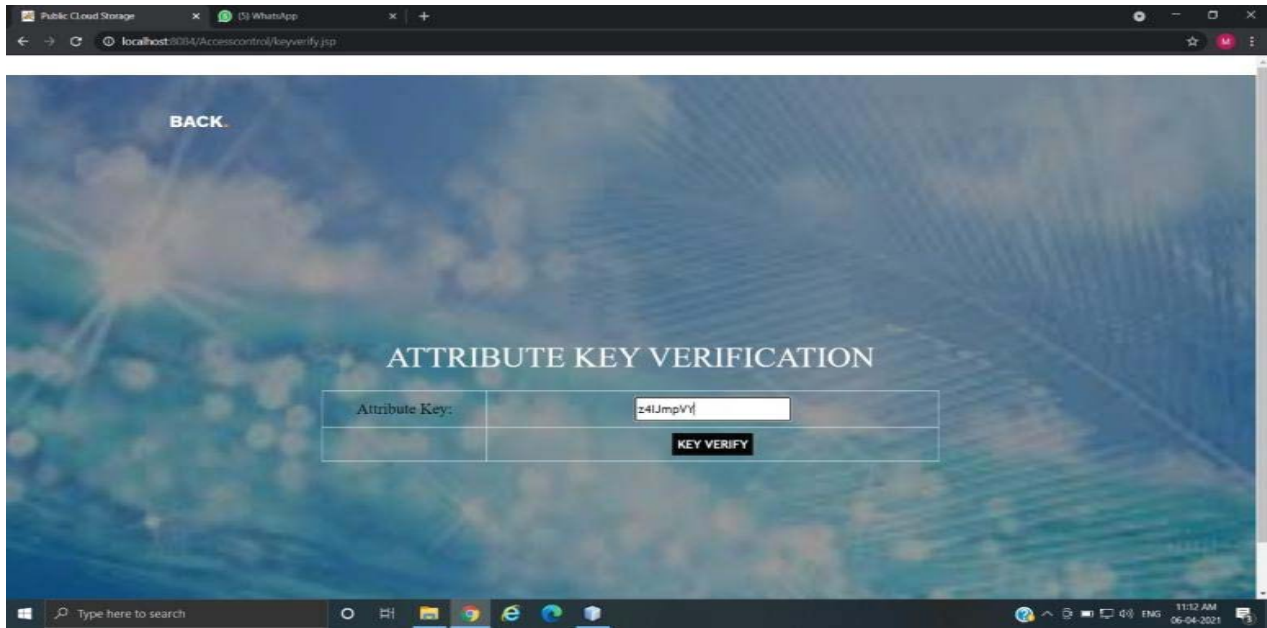 Public CLoud Storage
(5) WhatsApp
localhost:8084/Accesscontrol/keyverify.jsp
M
BACK.
ATTRIBUTE KEY VERIFICATION
Attribute Key:
KEY VERIFY
Type here to search
ENG
11:12 AM
06-04-2021